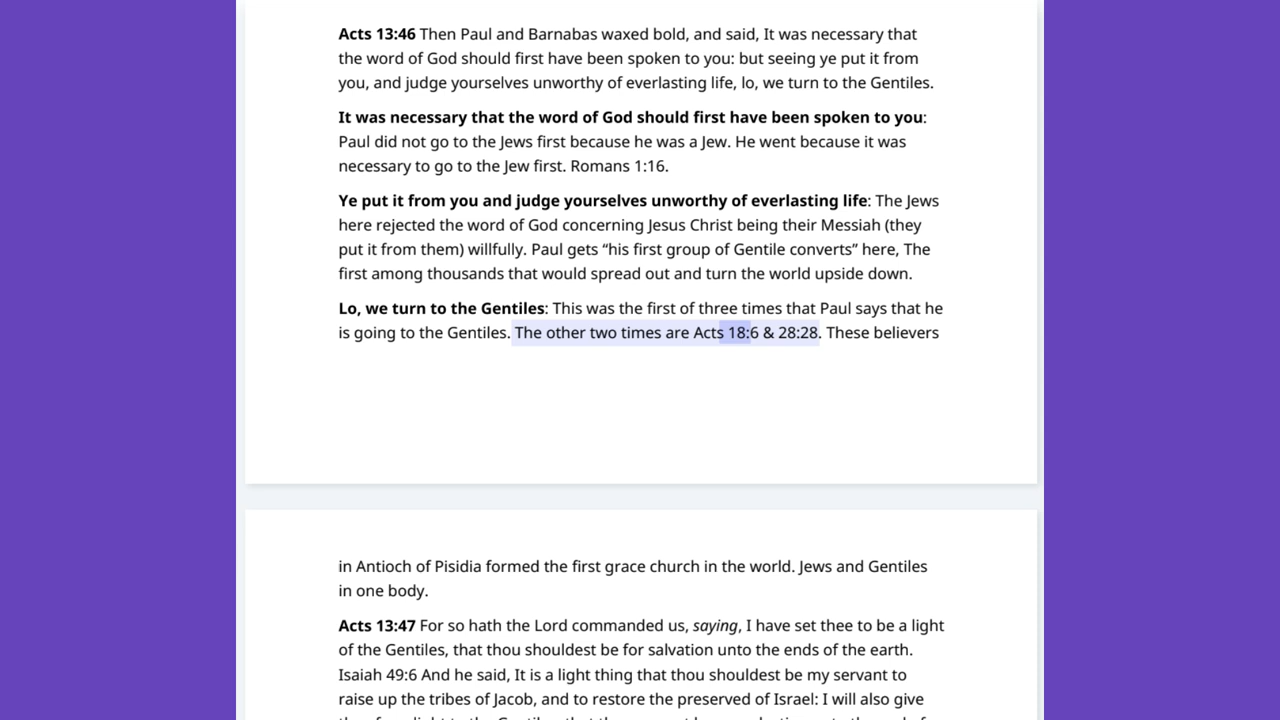 Acts 13:46 Then Paul and Barnabas waxed bold, and said, It was necessary that
the word of God should first have been spoken to you: but seeing ye put it from
you, and judge yourselves unworthy of everlasting life, lo, we turn to the Gentiles.
It was necessary that the word of God should first have been spoken to you:
Paul did not go to the Jews first because he was a Jew. He went because it was
necessary to go to the Jew first. Romans 1:16.
Ye put it from you and judge yourselves unworthy of everlasting life: The Jews
here rejected the word of God concerning Jesus Christ being their Messiah (they
put it from them) willfully. Paul gets “his first group of Gentile converts” here, The
first among thousands that would spread out and turn the world upside down.
Lo, we turn to the Gentiles: This was the first of three times that Paul says that he
is going to the Gentiles. The other two times are Acts 18:6 & 28:28. These believers
in Antioch of Pisidia formed the first grace church in the world. Jews and Gentiles
in one body.
Acts 13:47 For so hath the Lord commanded us, saying, I have set thee to be a light
of the Gentiles, that thou shouldest be for salvation unto the ends of the earth.
Isaiah 49:6 And he said, It is a light thing that thou shouldest be my servant to
raise up the tribes of Jacob, and to restore the preserved of Israel: I will also give